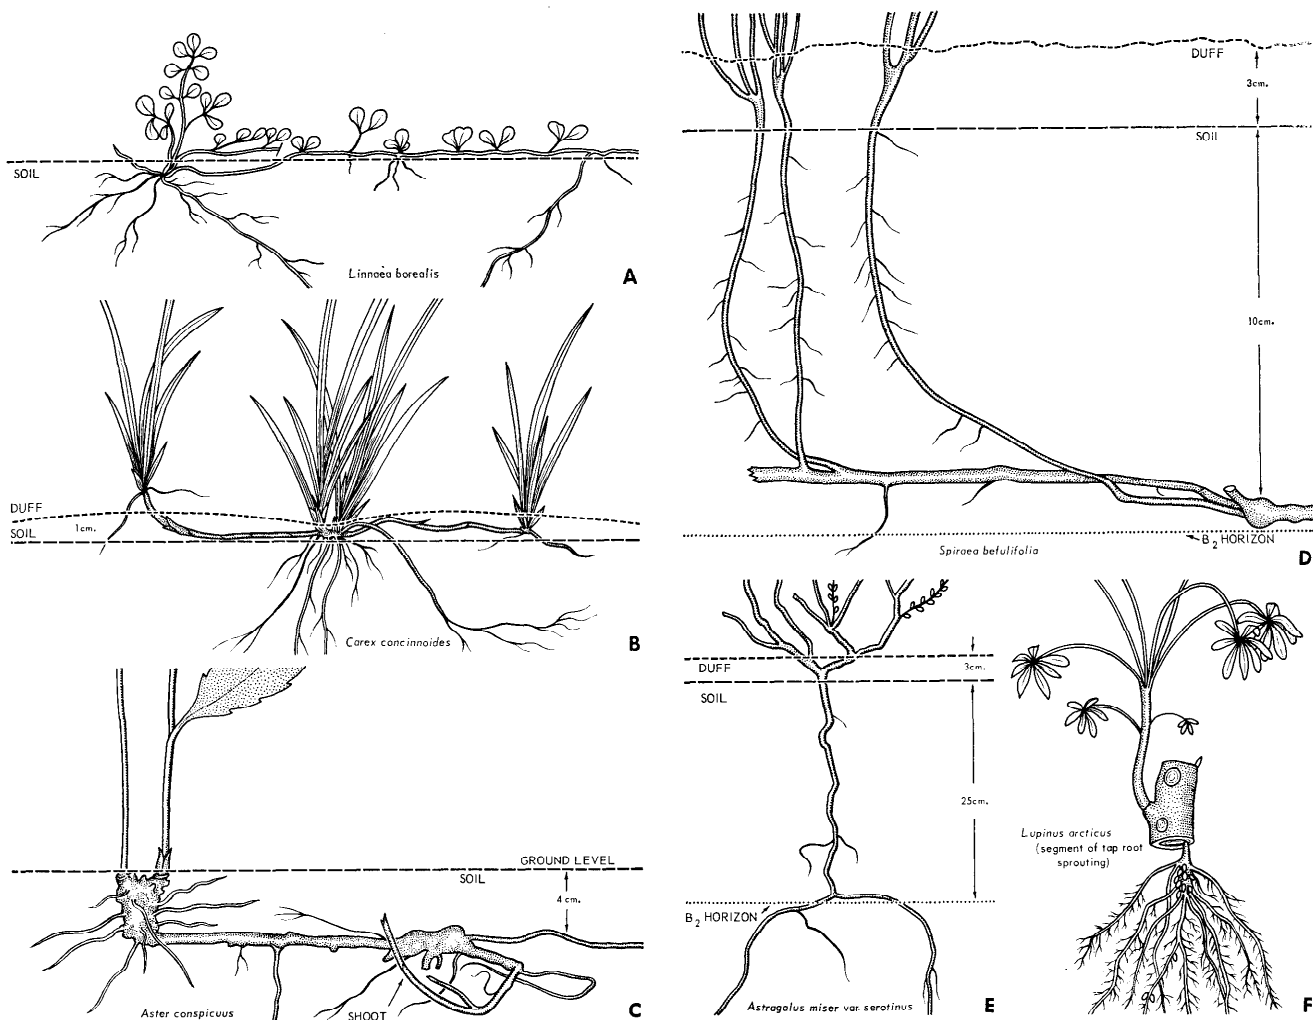 SOIL
Linnaea borealis
A
DUFF
1cm.
SOIL
Carex concinnoides
B
GROUND LEVEL
SOIL
4 cm.
Aster conspicuus
SHOOT
C
DUFF
3cm.
SOIL
10cm.
B2 HORIZON
Spiraea betulifolia
D
DUFF
3cm.
SOIL
25cm.
B2 HORIZON
Astragalus miser var. serotinus
E
Lupinus arcticus
(segment of tap root
sprouting)
F